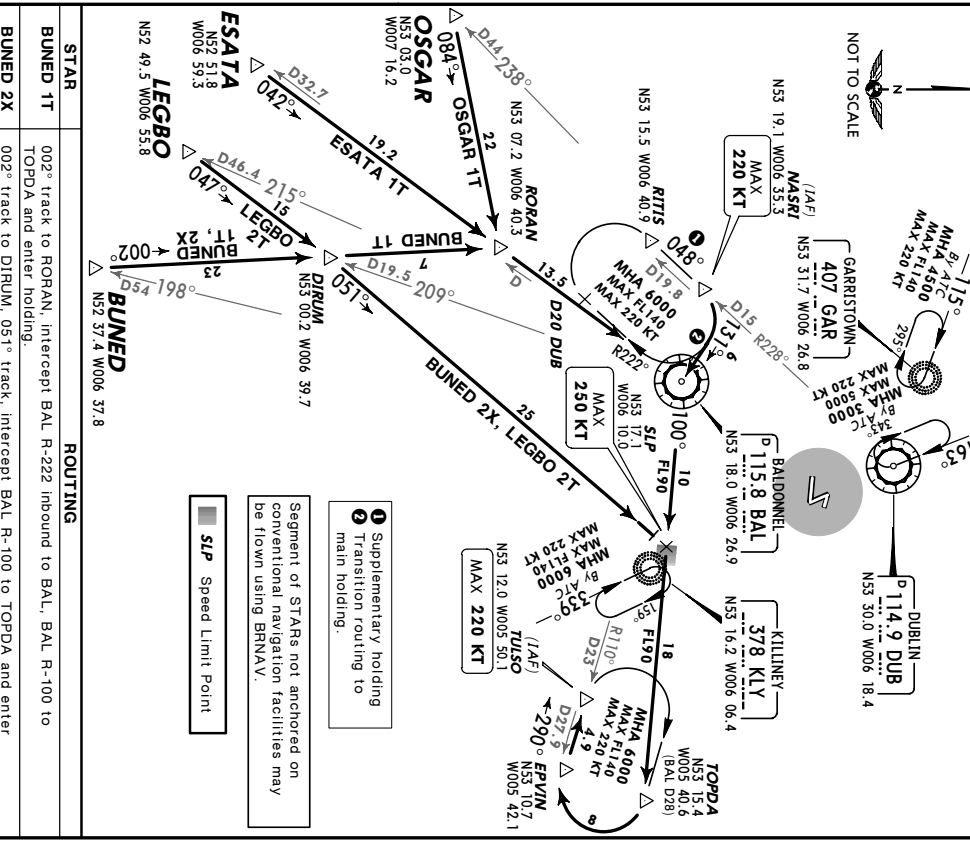 NOT TO SCALE
N
115°
MHA 4500
By ATC
MAX FL140
MAX 220 KT
295°
163°
MHA 3000
By ATC
MAX 5000
MAX 220 KT
343°
DUBLIN
D 114.9 DUB
N53 30.0 W006 18.4
GARRISTOWN
407 GAR
N53 31.7 W006 26.8
(IAF)
NASRI
N53 19.1 W006 35.3
MAX
220 KT
D15
R228°
BALDONNEL
D 115.8 BAL
N53 18.0 W006 26.9
KILLINEY
378 KLY
N53 16.2 W006 06.4
RITIS
N53 15.5 W006 40.9
1
048°
D19.8
131°
6
2
MHA 6000
MAX FL140
MAX 220 KT
R222°
D20 DUB
13.5
D
100°
10
FL90
SLP
N53 17.1
W006 10.0
MAX
250 KT
18
FL90
MHA 6000
By ATC
MAX FL140
MAX 220 KT
339°
159°
R110°
D23
(IAF)
TULSO
N53 12.0 W005 50.1
MAX 220 KT
MHA 6000
MAX FL140
MAX 220 KT
4.9
D27.9
290°
TOPDA
N53 15.4
W005 40.6
(BAL D28)
8
EPVIN
N53 10.7
W005 42.1
OSGAR
N53 03.0
W007 16.2
D44
238°
084°
22
OSGAR 1T
RORAN
N53 07.2 W006 40.3
ESATA
N52 51.8
W006 59.3
D32.7
042°
19.2
ESATA 1T
LEGBO
N52 49.5 W006 55.8
D46.4
215°
047°
15
LEGBO
2T
BUNED 1T
7
D19.5
209°
DIRUM
N53 00.2 W006 39.7
051°
25
BUNED 2X, LEGBO 2T
BUNED
1T, 2X
002°
23
D54
198°
BUNED
N52 37.4 W006 37.8
1 Supplementary holding
2 Transition routing to
main holding.
Segment of STARs not anchored on
conventional navigation facilities may
be flown using BRNAV.
SLP Speed Limit Point
STAR
ROUTING
BUNED 1T
002° track to RORAN, intercept BAL R-222 inbound to BAL, BAL R-100 to
TOPDA and enter holding.
BUNED 2X
002° track to DIRUM, 051° track, intercept BAL R-100 to TOPDA and enter